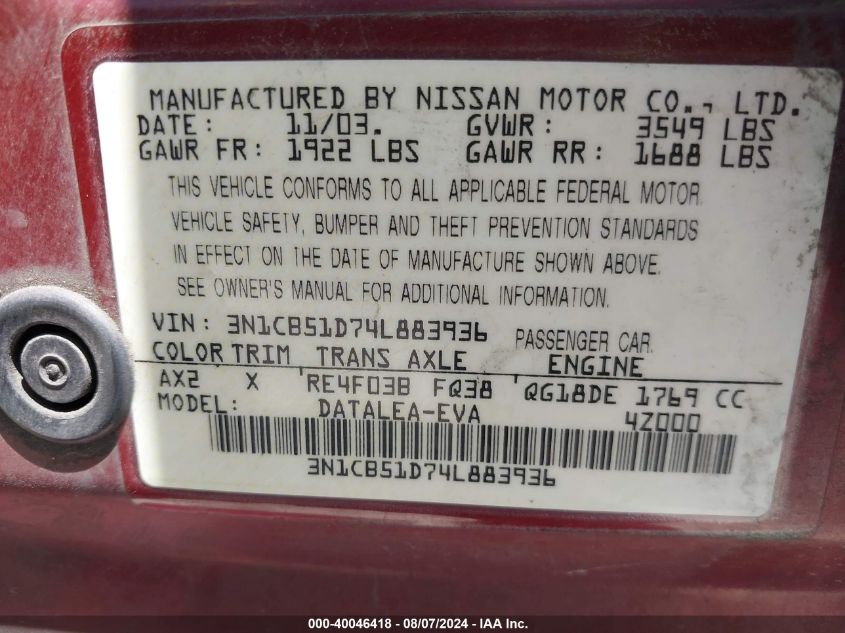 MANUFACTURED BY NISSAN MOTOR CO., LTD.
DATE: 11/03. GVWR: 3549 LBS
GAWR FR: 1922 LBS GAWR RR: 1688 LBS
THIS VEHICLE CONFORMS TO ALL APPLICABLE FEDERAL MOTOR
VEHICLE SAFETY, BUMPER AND THEFT PREVENTION STANDARDS
IN EFFECT ON THE DATE OF MANUFACTURE SHOWN ABOVE.
SEE OWNER'S MANUAL FOR ADDITIONAL INFORMATION.
VIN: 3N1CB51D74L883936 PASSENGER CAR
COLOR TRIM TRANS AXLE ENGINE
AX2 X RE4F03B FQ38 QG18DE 1769 CC
MODEL: DATALEA-EVA 4Z000
3N1CB51D74L883936
000-40046418 - 08/07/2024 - IAA Inc.